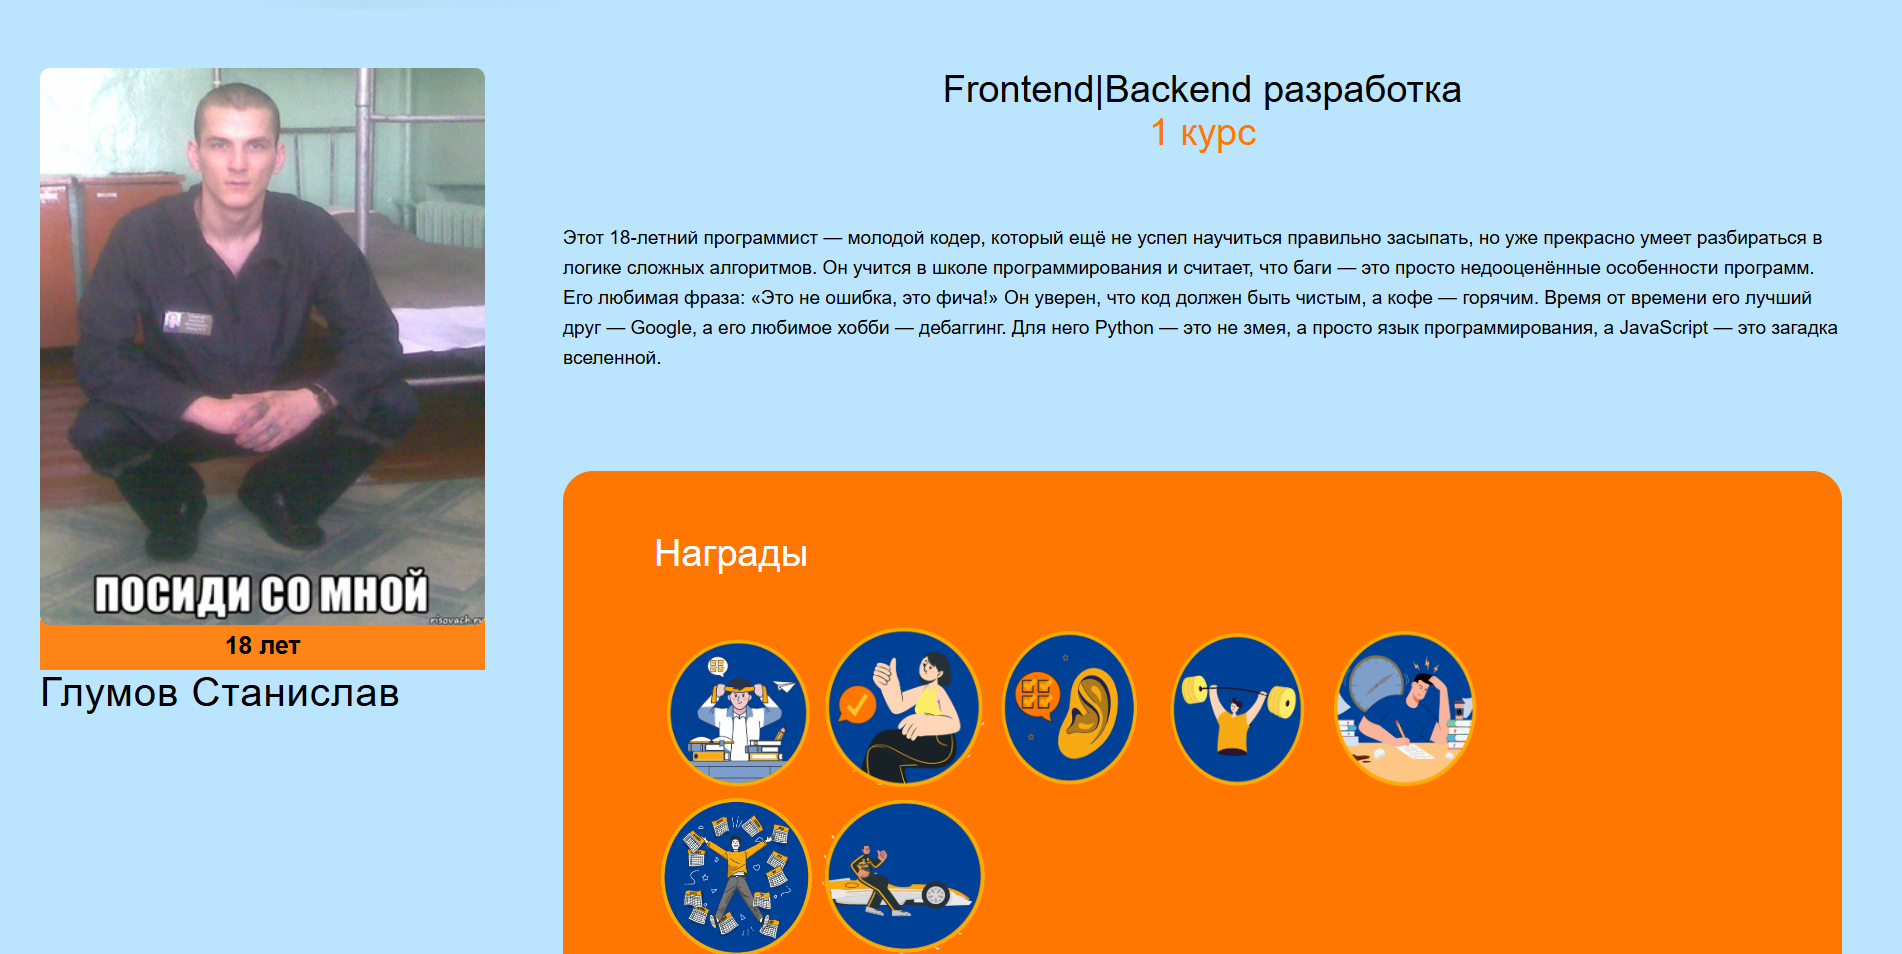 Frontend|Backend разработка
1 курс
Этот 18-летний программист — молодой кодер, который ещё не успел научиться правильно засыпать, но уже прекрасно умеет разбираться в
логике сложных алгоритмов. Он учится в школе программирования и считает, что баги — это просто недооценённые особенности программ.
Его любимая фраза: «Это не ошибка, это фича!» Он уверен, что код должен быть чистым, а кофе — горячим. Время от времени его лучший
друг — Google, а его любимое хобби — дебаггинг. Для него Python — это не змея, а просто язык программирования, а JavaScript — это загадка
вселенной.
ПОСИДИ СО МНОЙ
risovach.ru
18 лет
Глумов Станислав
Награды